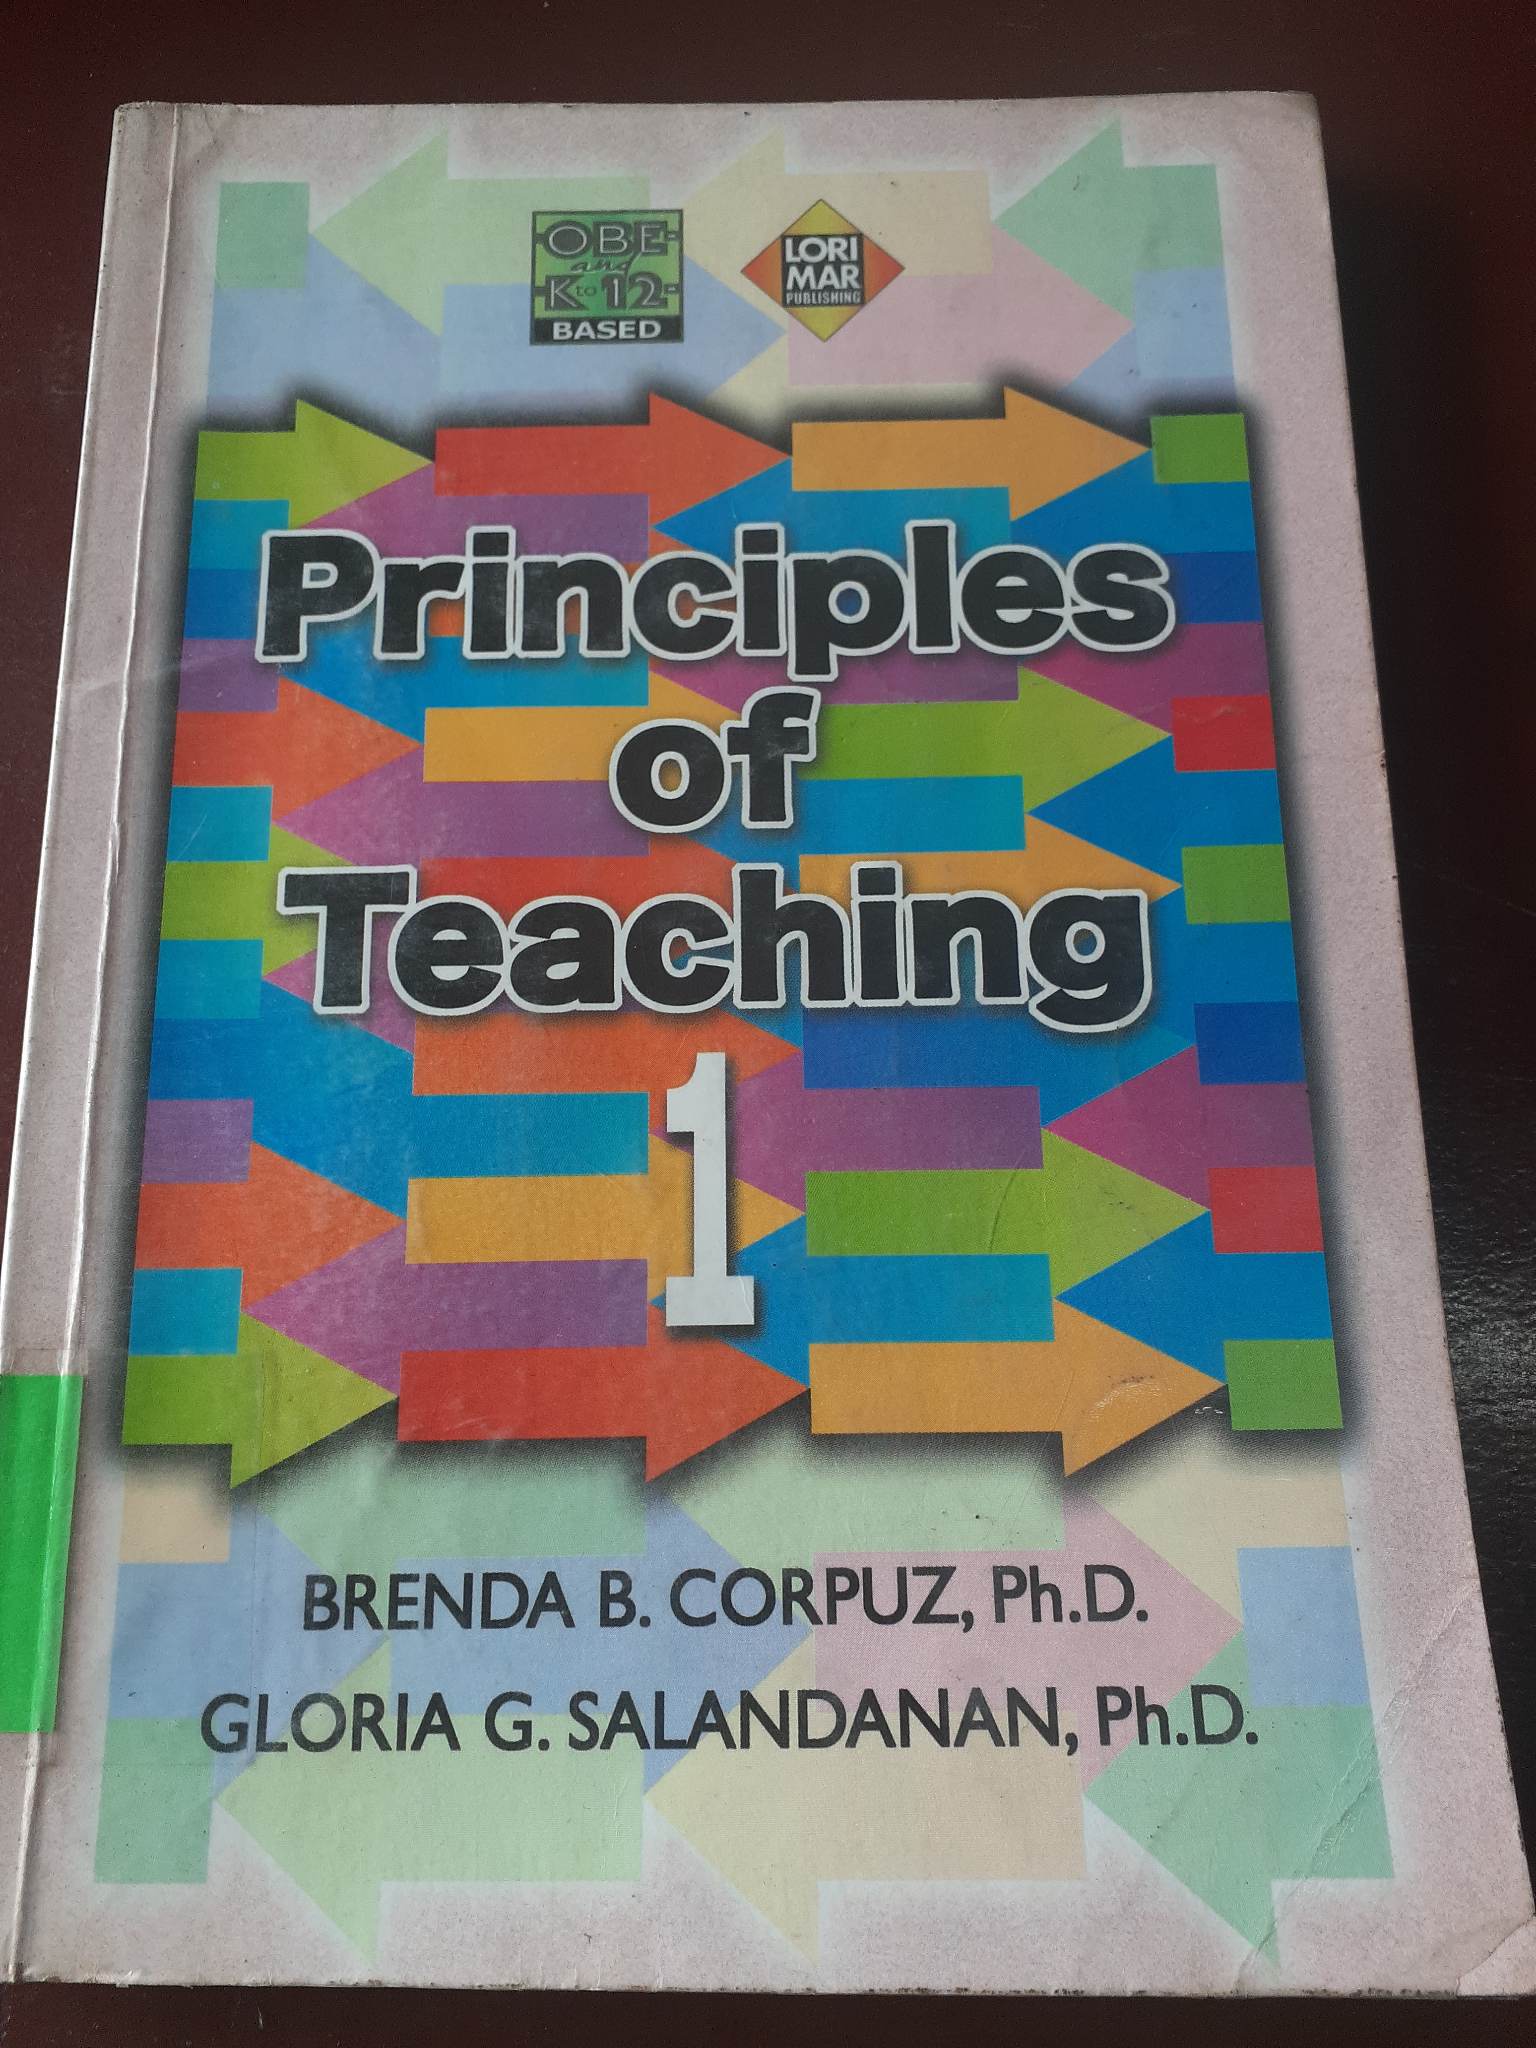 OBE
and
K to 12
BASED
LORI
MAR
PUBLISHING
Principles
of
Teaching
1
BRENDA B. CORPUZ, Ph.D.
GLORIA G. SALANDANAN, Ph.D.